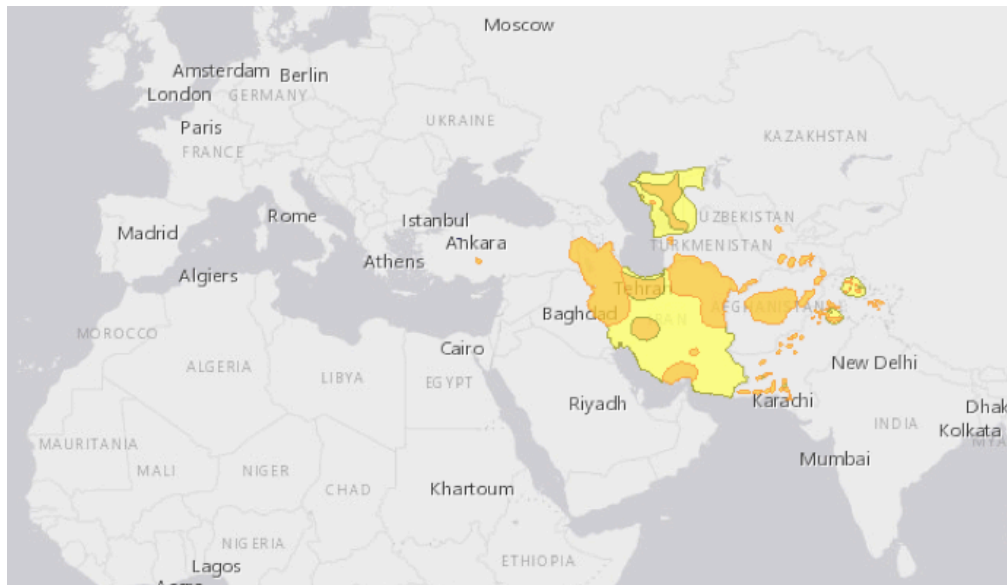 Moscow
Amsterdam
Berlin
London
GERMANY
UKRAINE
KAZAKHSTAN
Paris
FRANCE
Rome
Istanbul
UZBEKISTAN
Madrid
Ankara
TURKMENISTAN
Athens
Algiers
Tehran
Baghdad
AFGHANISTAN
IRAN
MOROCCO
Cairo
New Delhi
ALGERIA
LIBYA
EGYPT
Riyadh
Karachi
INDIA
Dhak
Kolkata
MYA
MAURITANIA
MALI
NIGER
CHAD
Khartoum
Mumbai
NIGERIA
Lagos
ETHIOPIA